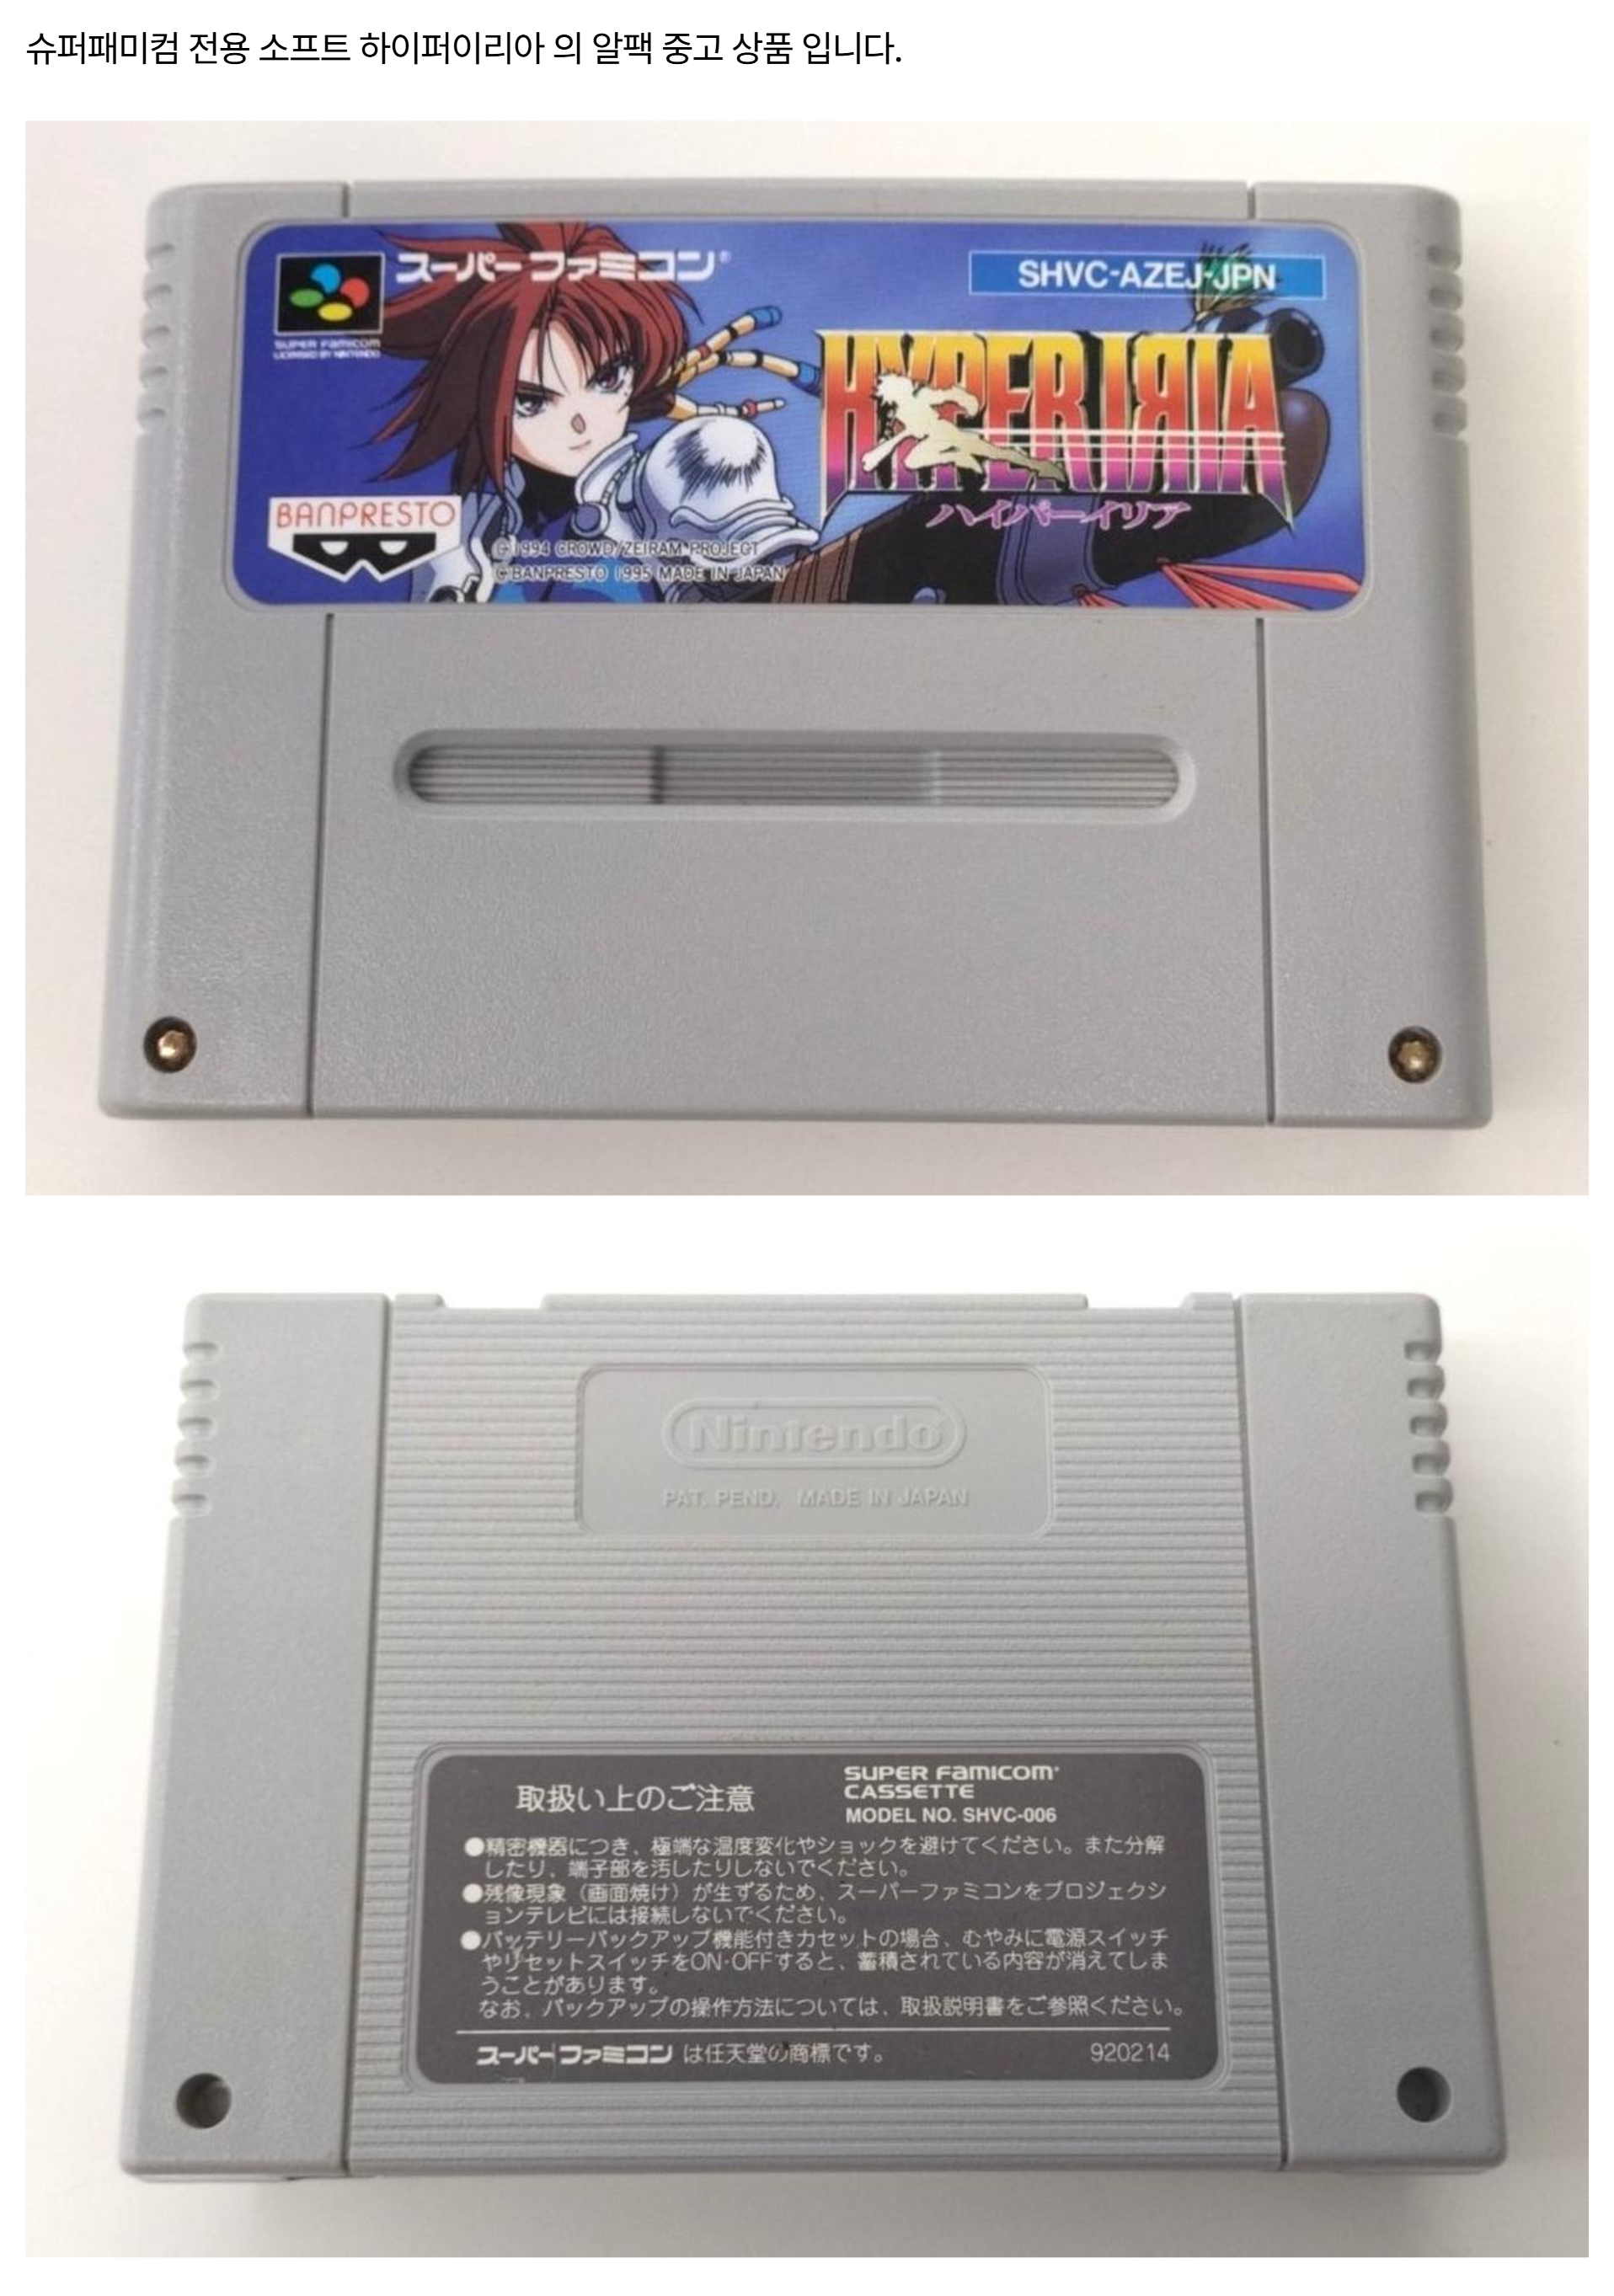 슈퍼패미컴 전용 소프트 하이퍼이리아 의 알팩 중고 상품 입니다.
スーパーファミコン®
SHVC-AZEJ-JPN
SUPER FAMICOM
LICENSED BY NINTENDO
HYPER IЯIA
ハイパーイリア
BANPRESTO
©1994 CROWD/ZEIRAM PROJECT
©BANPRESTO 1995 MADE IN JAPAN
Nintendo®
PAT. PEND. MADE IN JAPAN
取扱い上のご注意
SUPER FAMICOM®
CASSETTE
MODEL NO. SHVC-006
●精密機器につき、極端な温度変化やショックを避けてください。また分解
したり、端子部を汚したりしないでください。
●残像現象（画面焼け）が生ずるため、スーパーファミコンをプロジェクシ
ョンテレビには接続しないでください。
●バッテリーバックアップ機能付きカセットの場合、むやみに電源スイッチ
やリセットスイッチをON·OFFすると、蓄積されている内容が消えてしま
うことがあります。
なお、バックアップの操作方法については、取扱説明書をご参照ください。
スーパーファミコン は任天堂の商標です。
920214